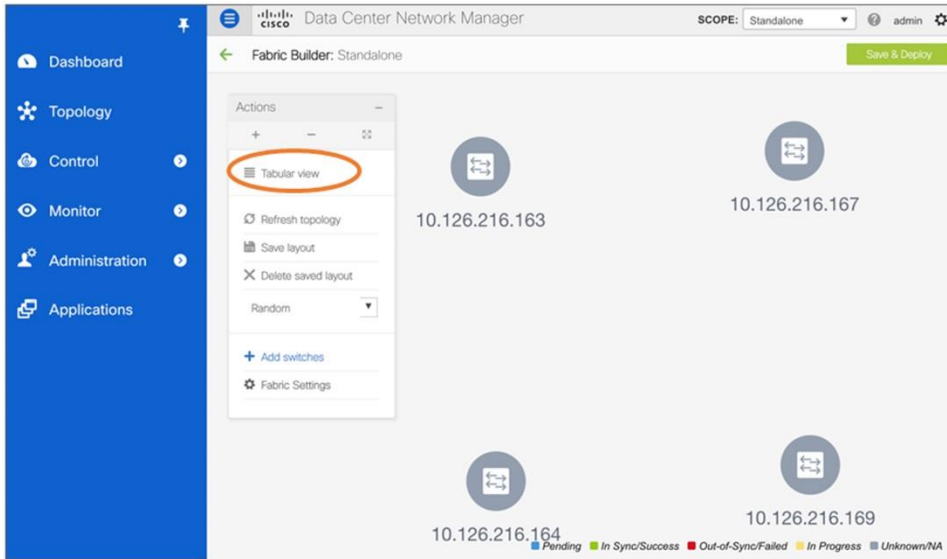 CISCO Data Center Network Manager SCOPE: Standalone admin
Fabric Builder: Standalone Save & Deploy
Dashboard
Topology
Control
Monitor
Administration
Applications
Actions
Tabular view
Refresh topology
Save layout
Delete saved layout
Random
Add switches
Fabric Settings
10.126.216.163
10.126.216.167
10.126.216.164
10.126.216.169
Pending In Sync/Success Out-of-Sync/Failed In Progress Unknown/NA